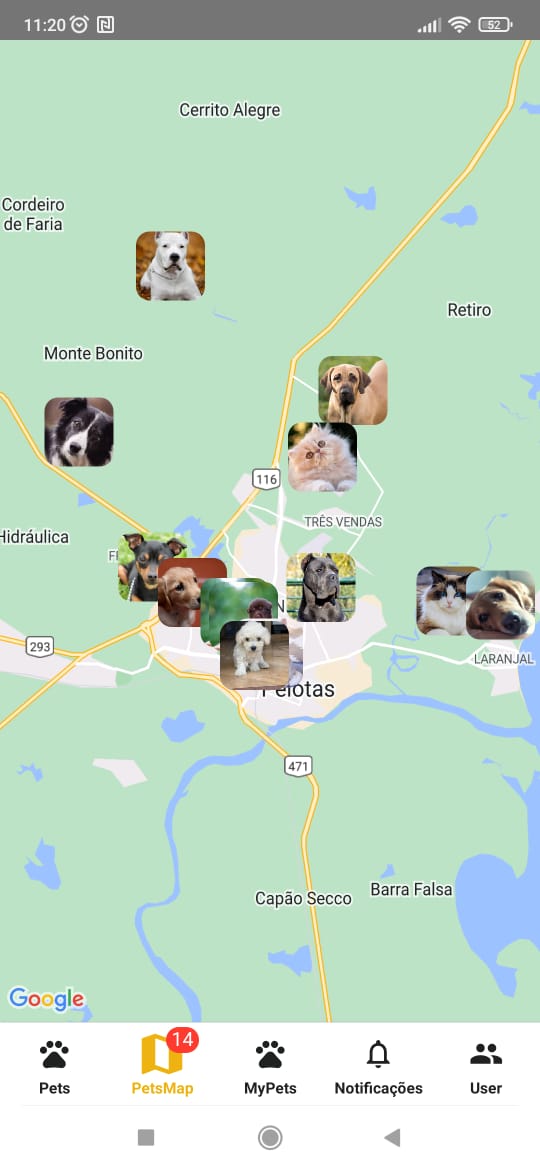 11:20
52
Cerrito Alegre
Cordeiro
de Faria
Retiro
Monte Bonito
116
TRÊS VENDAS
Hidráulica
F
N
293
LARANJAL
Pelotas
471
Capão Secco
Barra Falsa
Google
14
Pets
PetsMap
MyPets
Notificações
User